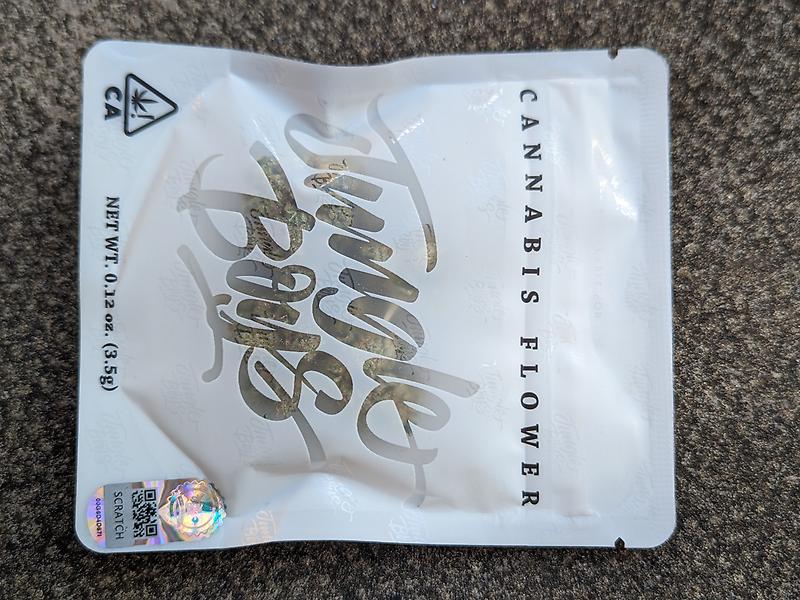 CANNABIS FLOWER
Jungle
Boys
CA
NET WT. 0.12 oz. (3.5g)
SCRATCH